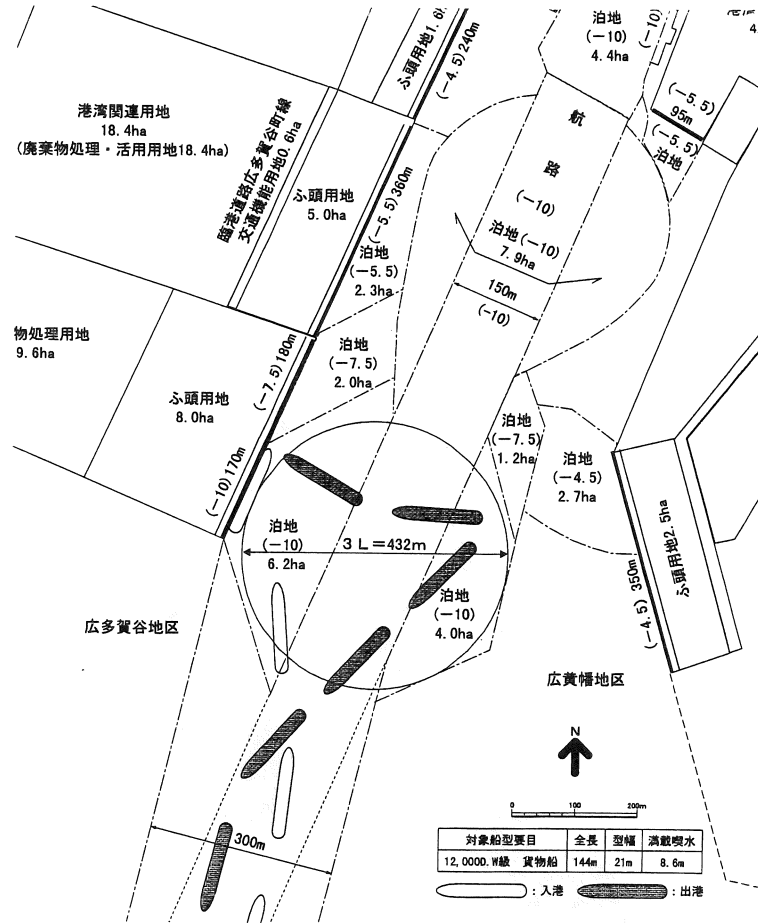 泊地
(-10)
4.4ha
(-10)
ふ頭用地1.6h
(-4.5)240m
港湾関連用地
18.4ha
(廃棄物処理・活用用地18.4ha)
臨港道路広多賀谷町線
交通機能用地0.6ha
ふ頭用地
5.0ha
(-5.5)360m
航
路
(-10)
泊地(-10)
7.9ha
150m
(-10)
(-5.5)
95m
(-5.5)
泊地
泊地
(-5.5)
2.3ha
物処理用地
9.6ha
(-7.5)180m
泊地
(-7.5)
2.0ha
ふ頭用地
8.0ha
(-10)170m
泊地
(-7.5)
1.2ha
泊地
(-4.5)
2.7ha
泊地
(-10)
6.2ha
3L=432m
泊地
(-10)
4.0ha
ふ頭用地2.5ha
(-4.5) 350m
広多賀谷地区
広黄幡地区
N
0 100 200m
300m
対象船型要目 全長 型幅 満載喫水
12,000D.W級 貨物船 144m 21m 8.6m
:入港 :出港